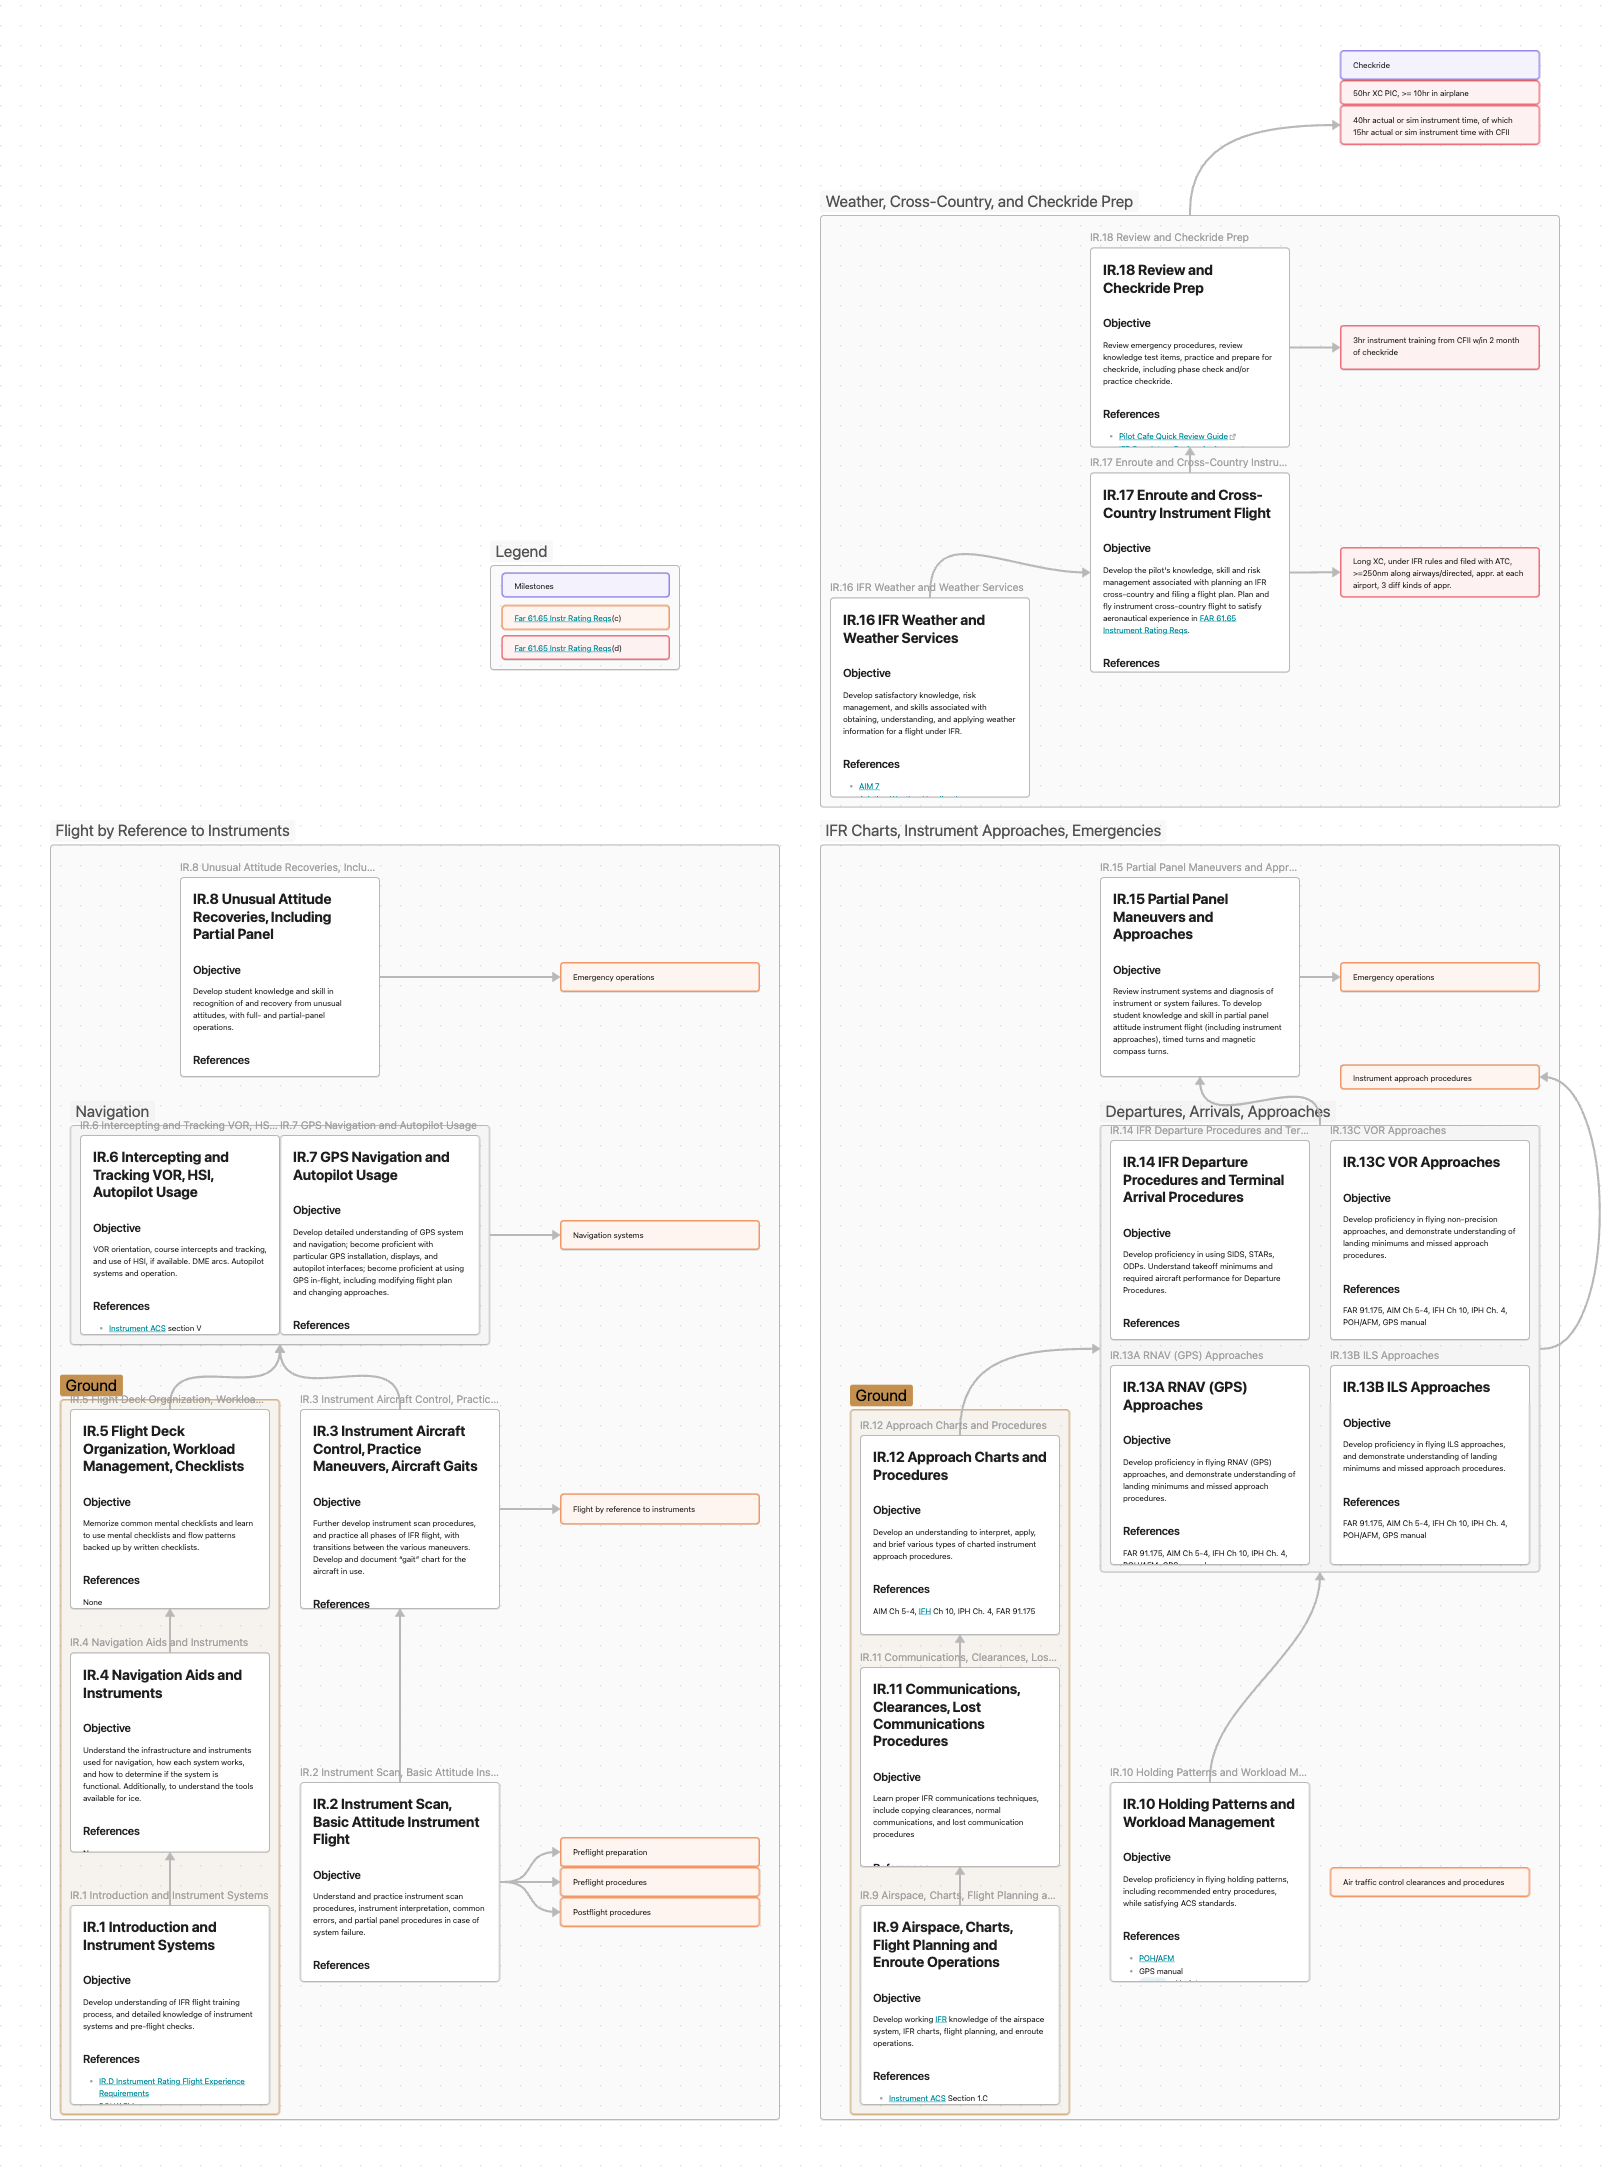 Checkride
50hr XC PIC, >= 10hr in airplane
40hr actual or sim instrument time, of which
15hr actual or sim instrument time with CFII
Weather, Cross-Country, and Checkride Prep
IR.18 Review and Checkride Prep
IR.18 Review and
Checkride Prep
Objective
Review emergency procedures, review
knowledge test items, practice and prepare for
checkride, including phase check and/or
practice checkride.
References
• Pilot Cafe Quick Review Guide
3hr instrument training from CFII w/in 2 month
of checkride
IR.17 Enroute and Cross-Country Instru...
IR.17 Enroute and Cross-
Country Instrument Flight
Objective
Develop the pilot's knowledge, skill and risk
management associated with planning an IFR
cross-country and filing a flight plan. Plan and
fly instrument cross-country flight to satisfy
aeronautical experience in FAR 61.65
Instrument Rating Reqs.
References
Long XC, under IFR rules and filed with ATC,
>=250nm along airways/directed, appr. at each
airport, 3 diff kinds of appr.
IR.16 IFR Weather and Weather Services
IR.16 IFR Weather and
Weather Services
Objective
Develop satisfactory knowledge, risk
management, and skills associated with
obtaining, understanding, and applying weather
information for a flight under IFR.
References
• AIM 7
Legend
Milestones
Far 61.65 Instr Rating Reqs(c)
Far 61.65 Instr Rating Reqs(d)
Flight by Reference to Instruments
IR.8 Unusual Attitude Recoveries, Inclu...
IR.8 Unusual Attitude
Recoveries, Including
Partial Panel
Objective
Develop student knowledge and skill in
recognition of and recovery from unusual
attitudes, with full- and partial-panel
operations.
References
Emergency operations
Navigation
IR.6 Intercepting and Tracking VOR, HS...
IR.6 Intercepting and
Tracking VOR, HSI,
Autopilot Usage
Objective
VOR orientation, course intercepts and tracking,
and use of HSI, if available. DME arcs. Autopilot
systems and operation.
References
• Instrument ACS section V
IR.7 GPS Navigation and Autopilot Usage
IR.7 GPS Navigation and
Autopilot Usage
Objective
Develop detailed understanding of GPS system
and navigation; become proficient with
particular GPS installation, displays, and
autopilot interfaces; become proficient at using
GPS in-flight, including modifying flight plan
and changing approaches.
References
Navigation systems
Ground
IR.5 Flight Deck Organization, Workloa...
IR.5 Flight Deck
Organization, Workload
Management, Checklists
Objective
Memorize common mental checklists and learn
to use mental checklists and flow patterns
backed up by written checklists.
References
None
IR.3 Instrument Aircraft Control, Practic...
IR.3 Instrument Aircraft
Control, Practice
Maneuvers, Aircraft Gaits
Objective
Further develop instrument scan procedures,
and practice all phases of IFR flight, with
transitions between the various maneuvers.
Develop and document “gait” chart for the
aircraft in use.
References
Flight by reference to instruments
IR.4 Navigation Aids and Instruments
IR.4 Navigation Aids and
Instruments
Objective
Understand the infrastructure and instruments
used for navigation, how each system works,
and how to determine if the system is
functional. Additionally, to understand the tools
available for ice.
References
IR.2 Instrument Scan, Basic Attitude Ins...
IR.2 Instrument Scan,
Basic Attitude Instrument
Flight
Objective
Understand and practice instrument scan
procedures, instrument interpretation, common
errors, and partial panel procedures in case of
system failure.
References
Preflight preparation
Preflight procedures
Postflight procedures
IR.1 Introduction and Instrument Systems
IR.1 Introduction and
Instrument Systems
Objective
Develop understanding of IFR flight training
process, and detailed knowledge of instrument
systems and pre-flight checks.
References
• IR.D Instrument Rating Flight Experience
Requirements
IFR Charts, Instrument Approaches, Emergencies
IR.15 Partial Panel Maneuvers and Appr...
IR.15 Partial Panel
Maneuvers and
Approaches
Objective
Review instrument systems and diagnosis of
instrument or system failures. To develop
student knowledge and skill in partial panel
attitude instrument flight (including instrument
approaches), timed turns and magnetic
compass turns.
Emergency operations
Instrument approach procedures
Departures, Arrivals, Approaches
IR.14 IFR Departure Procedures and Ter...
IR.14 IFR Departure
Procedures and Terminal
Arrival Procedures
Objective
Develop proficiency in using SIDS, STARs,
ODPs. Understand takeoff minimums and
required aircraft performance for Departure
Procedures.
References
IR.13C VOR Approaches
IR.13C VOR Approaches
Objective
Develop proficiency in flying non-precision
approaches, and demonstrate understanding of
landing minimums and missed approach
procedures.
References
FAR 91.175, AIM Ch 5-4, IFH Ch 10, IPH Ch. 4,
POH/AFM, GPS manual
IR.13A RNAV (GPS) Approaches
IR.13A RNAV (GPS)
Approaches
Objective
Develop proficiency in flying RNAV (GPS)
approaches, and demonstrate understanding of
landing minimums and missed approach
procedures.
References
FAR 91.175, AIM Ch 5-4, IFH Ch 10, IPH Ch. 4,
IR.13B ILS Approaches
IR.13B ILS Approaches
Objective
Develop proficiency in flying ILS approaches,
and demonstrate understanding of landing
minimums and missed approach procedures.
References
FAR 91.175, AIM Ch 5-4, IFH Ch 10, IPH Ch. 4,
POH/AFM, GPS manual
Ground
IR.12 Approach Charts and Procedures
IR.12 Approach Charts and
Procedures
Objective
Develop an understanding to interpret, apply,
and brief various types of charted instrument
approach procedures.
References
AIM Ch 5-4, IFH Ch 10, IPH Ch. 4, FAR 91.175
IR.11 Communications, Clearances, Los...
IR.11 Communications,
Clearances, Lost
Communications
Procedures
Objective
Learn proper IFR communications techniques,
include copying clearances, normal
communications, and lost communication
procedures
IR.10 Holding Patterns and Workload M...
IR.10 Holding Patterns and
Workload Management
Objective
Develop proficiency in flying holding patterns,
including recommended entry procedures,
while satisfying ACS standards.
References
• POH/AFM
• GPS manual
Air traffic control clearances and procedures
IR.9 Airspace, Charts, Flight Planning a...
IR.9 Airspace, Charts,
Flight Planning and
Enroute Operations
Objective
Develop working IFR knowledge of the airspace
system, IFR charts, flight planning, and enroute
operations.
References
• Instrument ACS Section 1.C